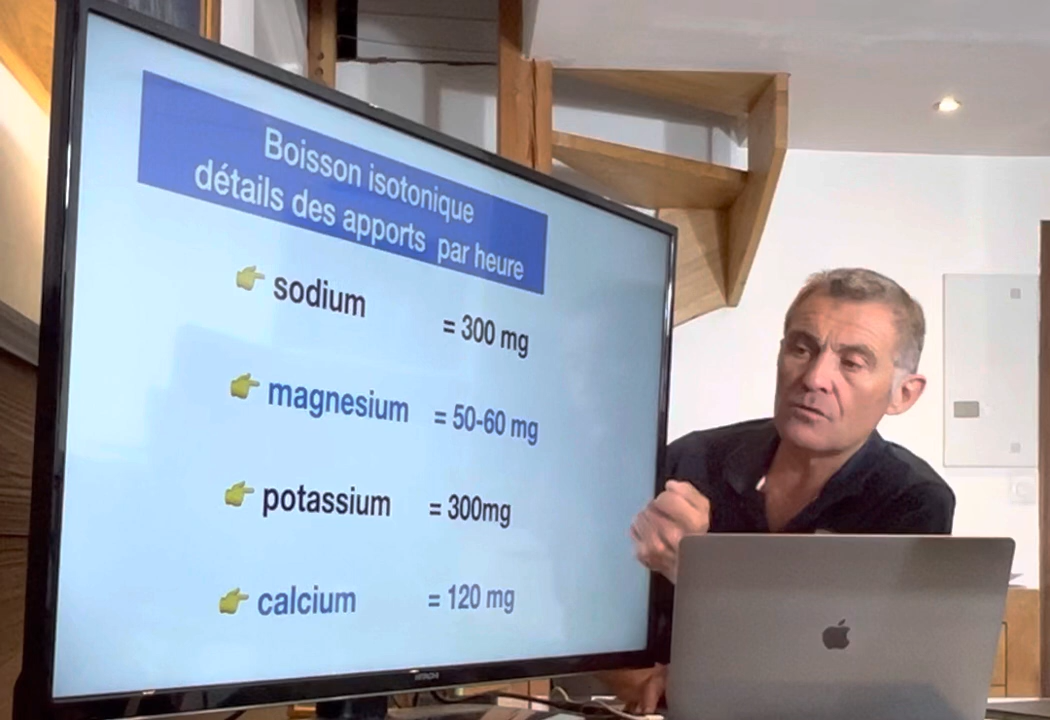 Boisson isotonique
détails des apports par heure
sodium = 300 mg
magnesium = 50-60 mg
potassium = 300mg
calcium = 120 mg
HITACHI